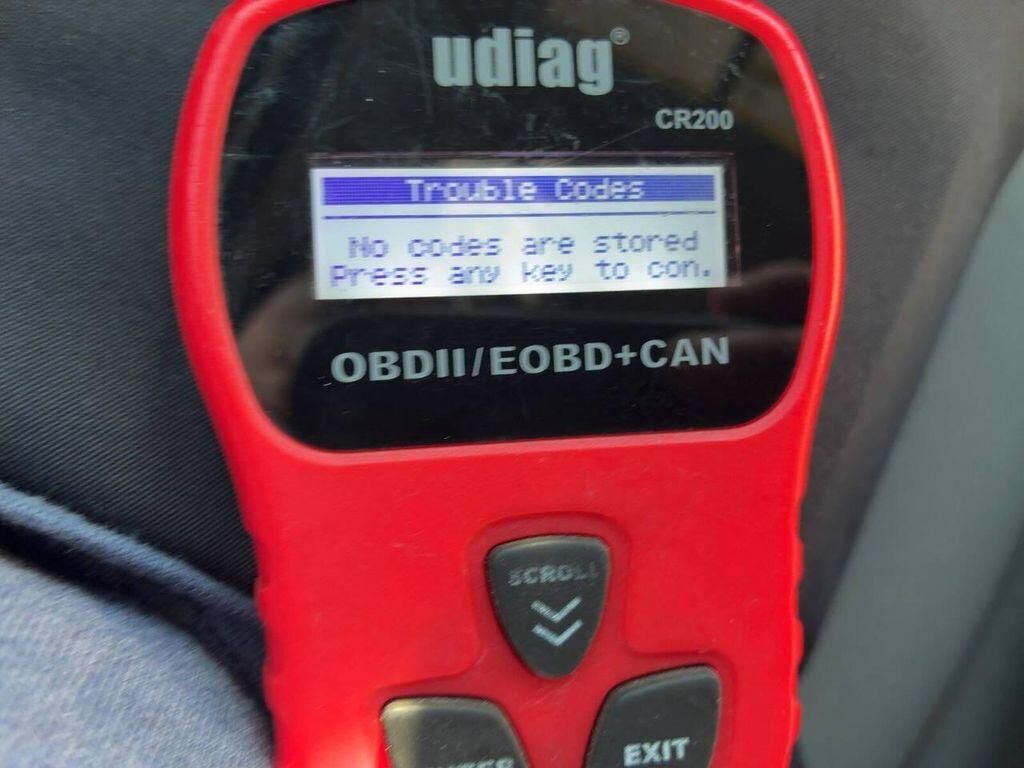 udiag®
CR200
Trouble Codes
No codes are stored
Press any key to con.
OBDII/EOBD+CAN
SCROLL
EXIT